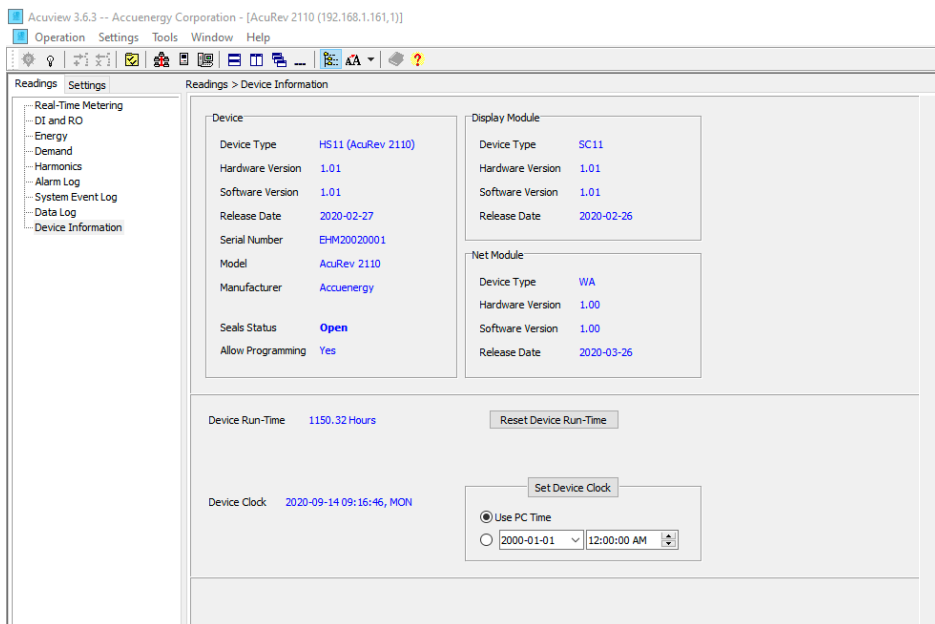 Acuview 3.6.3 -- Accuenergy Corporation - [AcuRev 2110 (192.168.1.161,1)]
Operation Settings Tools Window Help
Readings Settings
Real-Time Metering
DI and RO
Energy
Demand
Harmonics
Alarm Log
System Event Log
Data Log
Device Information
Readings > Device Information
Device
Device Type HS11 (AcuRev 2110)
Hardware Version 1.01
Software Version 1.01
Release Date 2020-02-27
Serial Number EHM20020001
Model AcuRev 2110
Manufacturer Accuenergy
Seals Status Open
Allow Programming Yes
Display Module
Device Type SC11
Hardware Version 1.01
Software Version 1.01
Release Date 2020-02-26
Net Module
Device Type WA
Hardware Version 1.00
Software Version 1.00
Release Date 2020-03-26
Device Run-Time 1150.32 Hours Reset Device Run-Time
Device Clock 2020-09-14 09:16:46, MON
Set Device Clock
Use PC Time
2000-01-01 12:00:00 AM